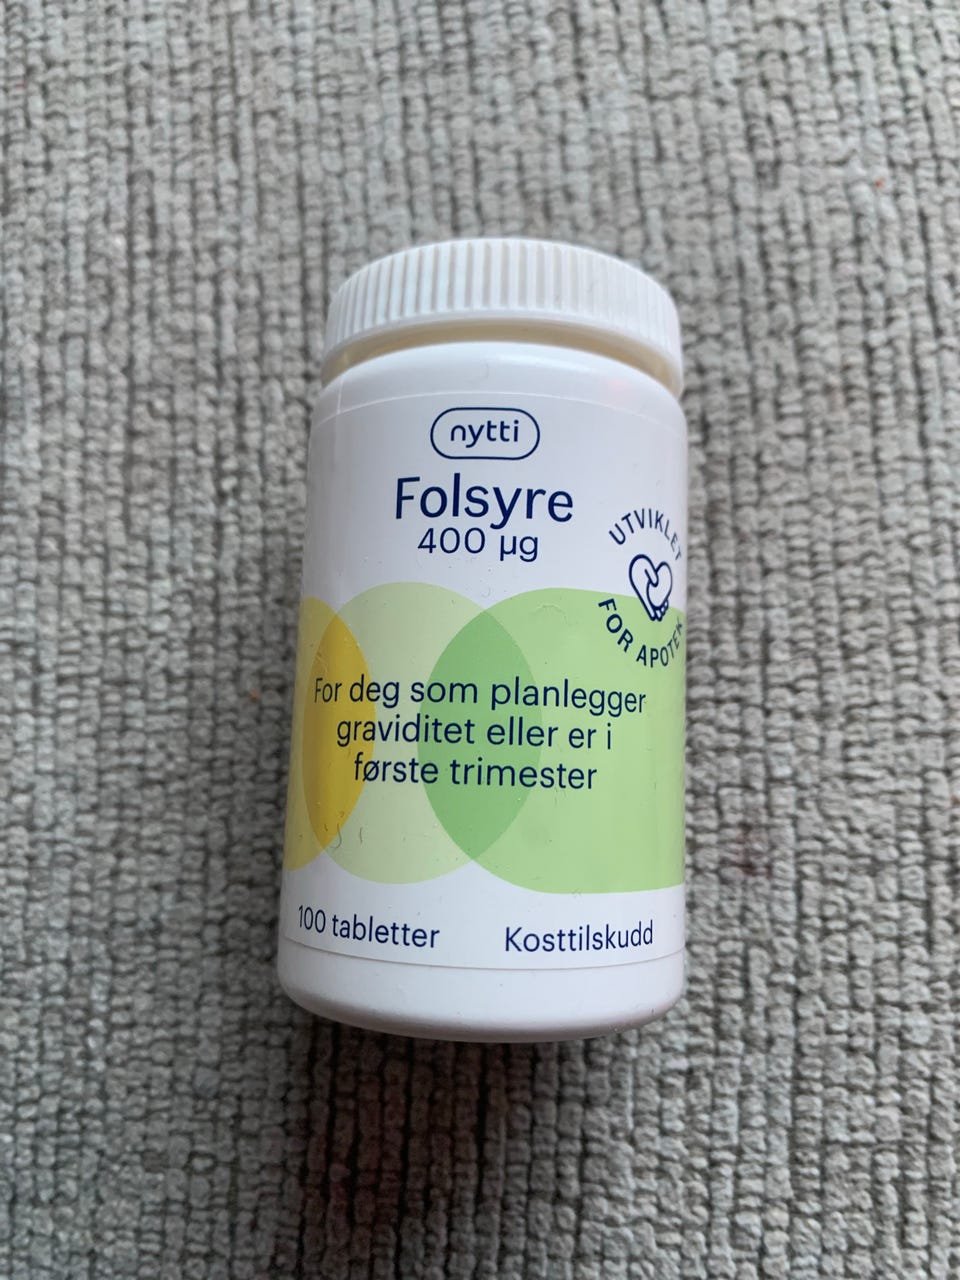 nytti
Folsyre
400 µg
UTVIKLET
FOR APOTEK
For deg som planlegger
graviditet eller er i
første trimester
100 tabletter
Kosttilskudd